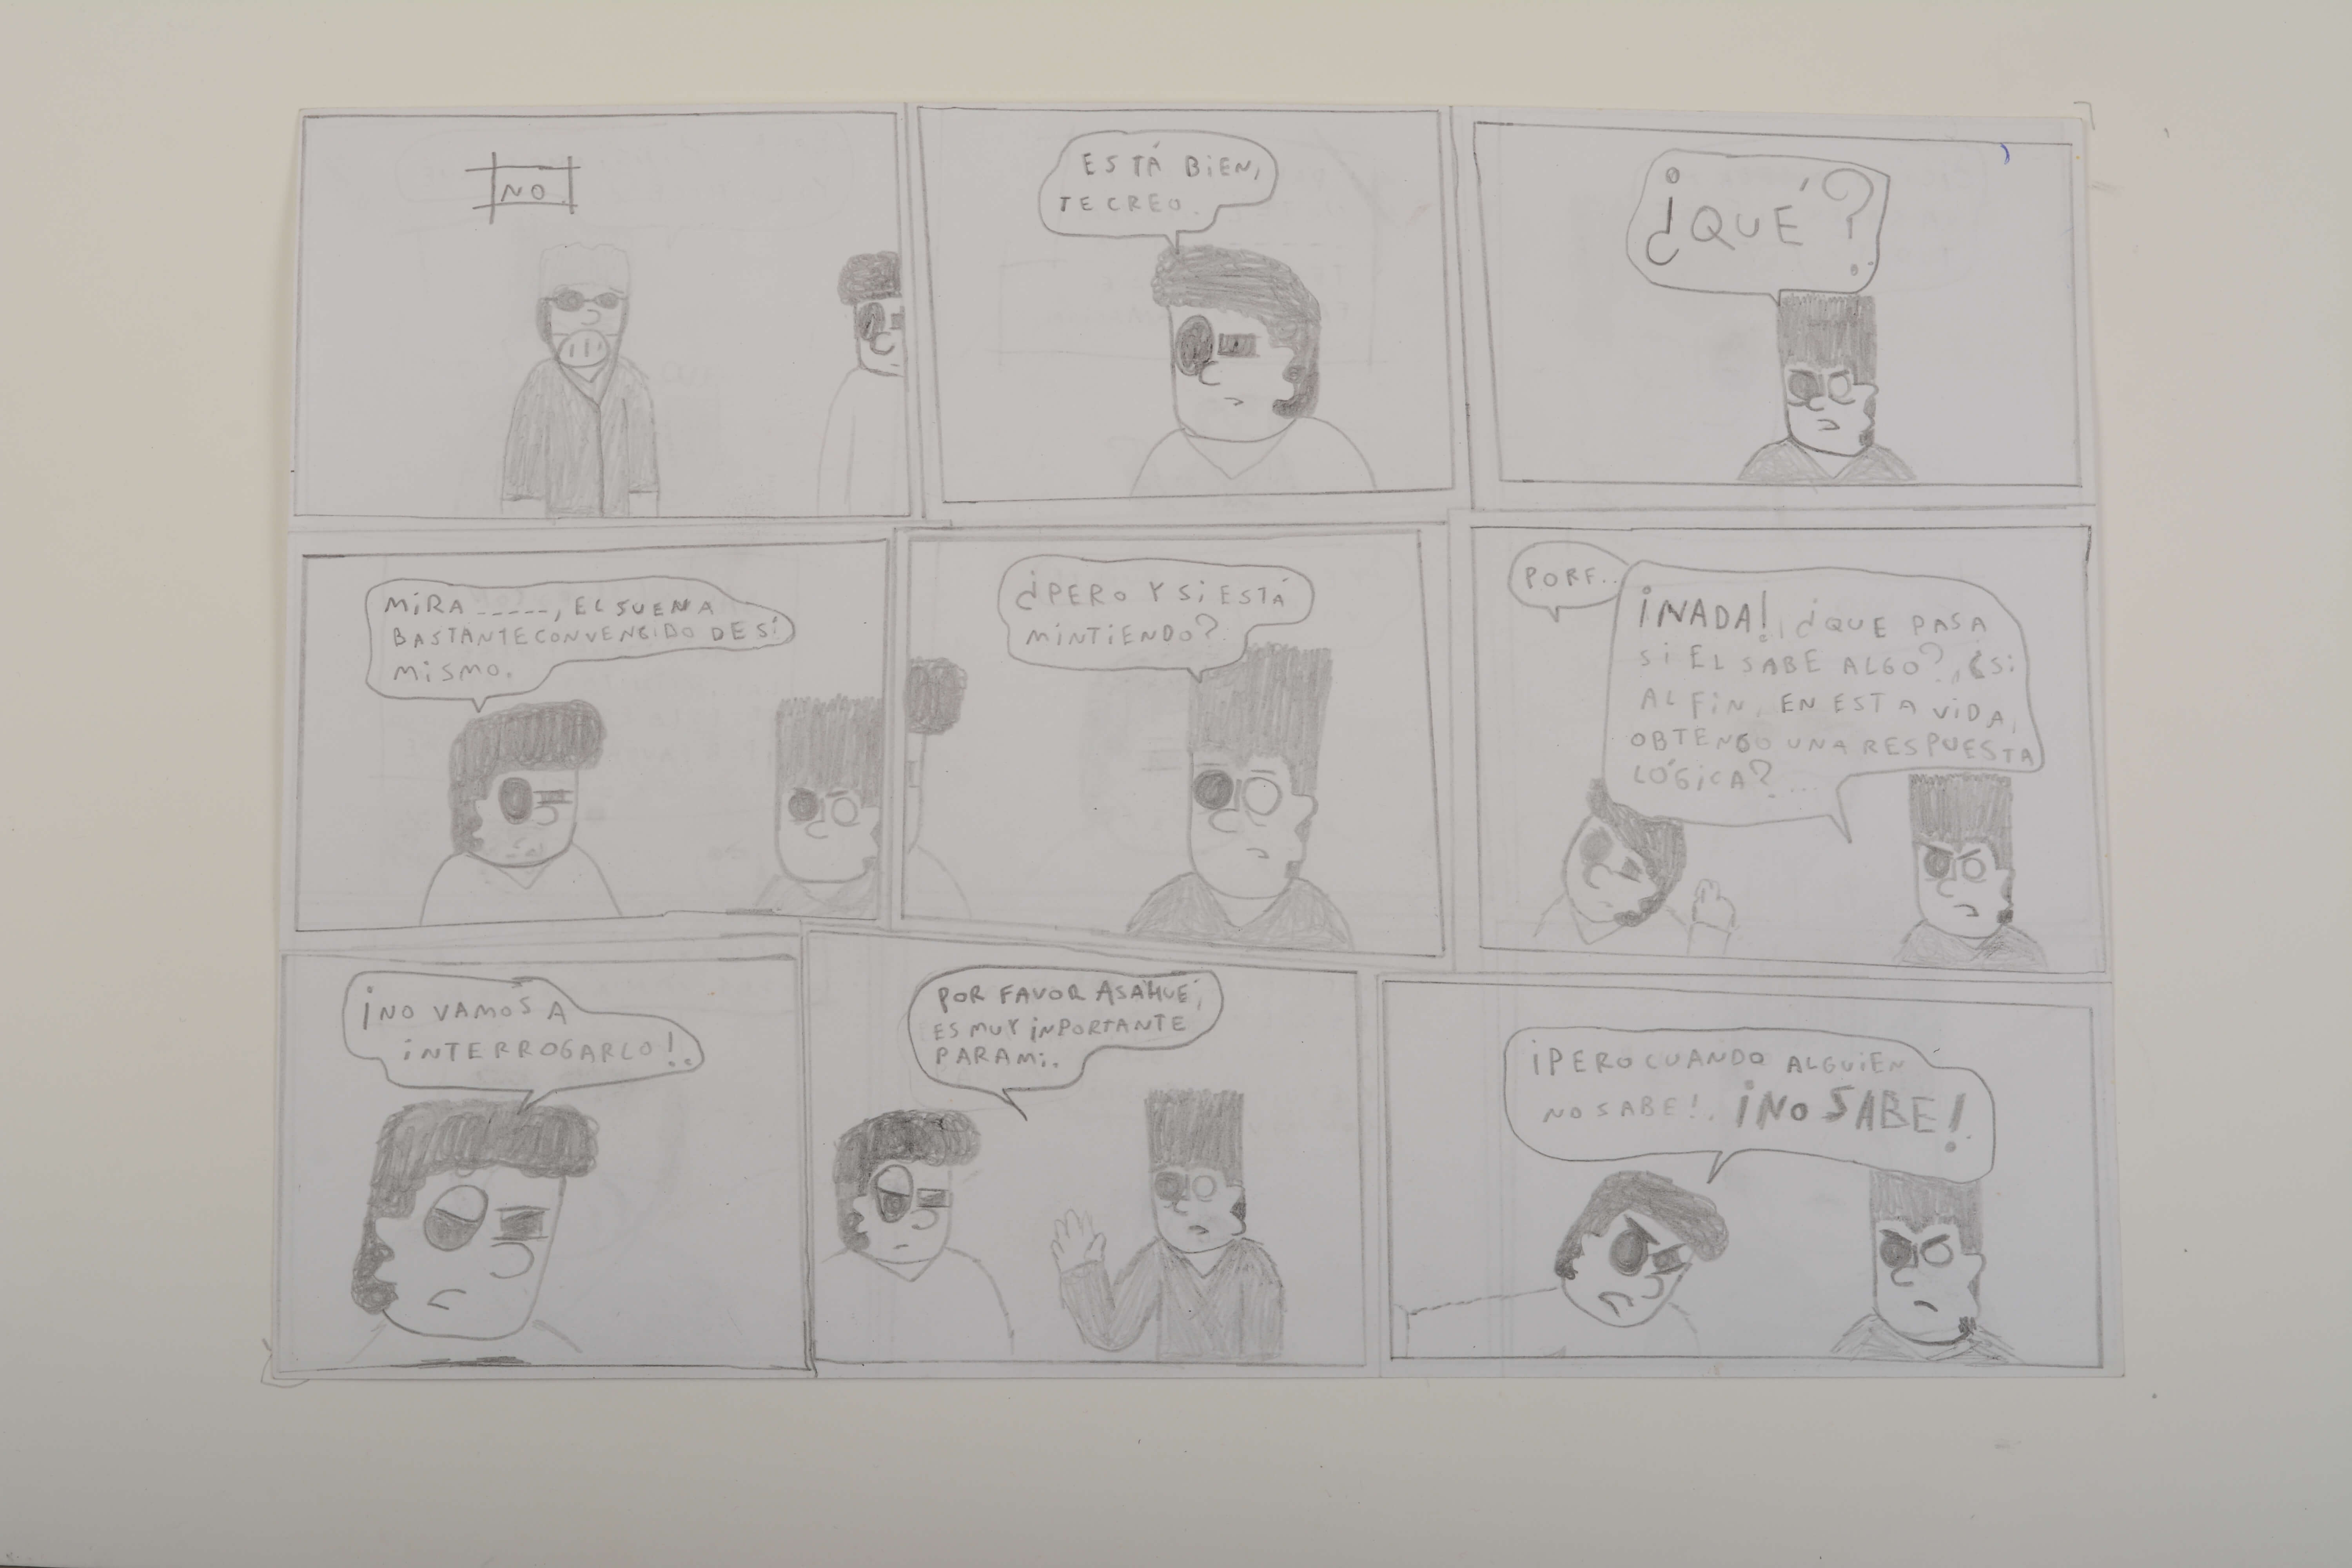 NO
ESTÁ BIEN,
TE CREO.
¿QUÉ?
MIRA _ _ _ _ _, EL SUENA
BASTANTE CONVENCIDO DE SÍ
MISMO.
¿PERO Y SI ESTÁ
MINTIENDO?
PORF..
¡NADA! ¿QUE PASA
SI EL SABE ALGO? ¿SI
AL FIN, EN ESTA VIDA,
OBTENGO UNA RESPUESTA
LÓGICA?...
¡NO VAMOS A
INTERROGARLO!.
POR FAVOR ASAHUE,
ES MUY INPORTANTE
PARA MI.
¡PERO CUANDO ALGUIEN
NO SABE!. ¡NO SABE!